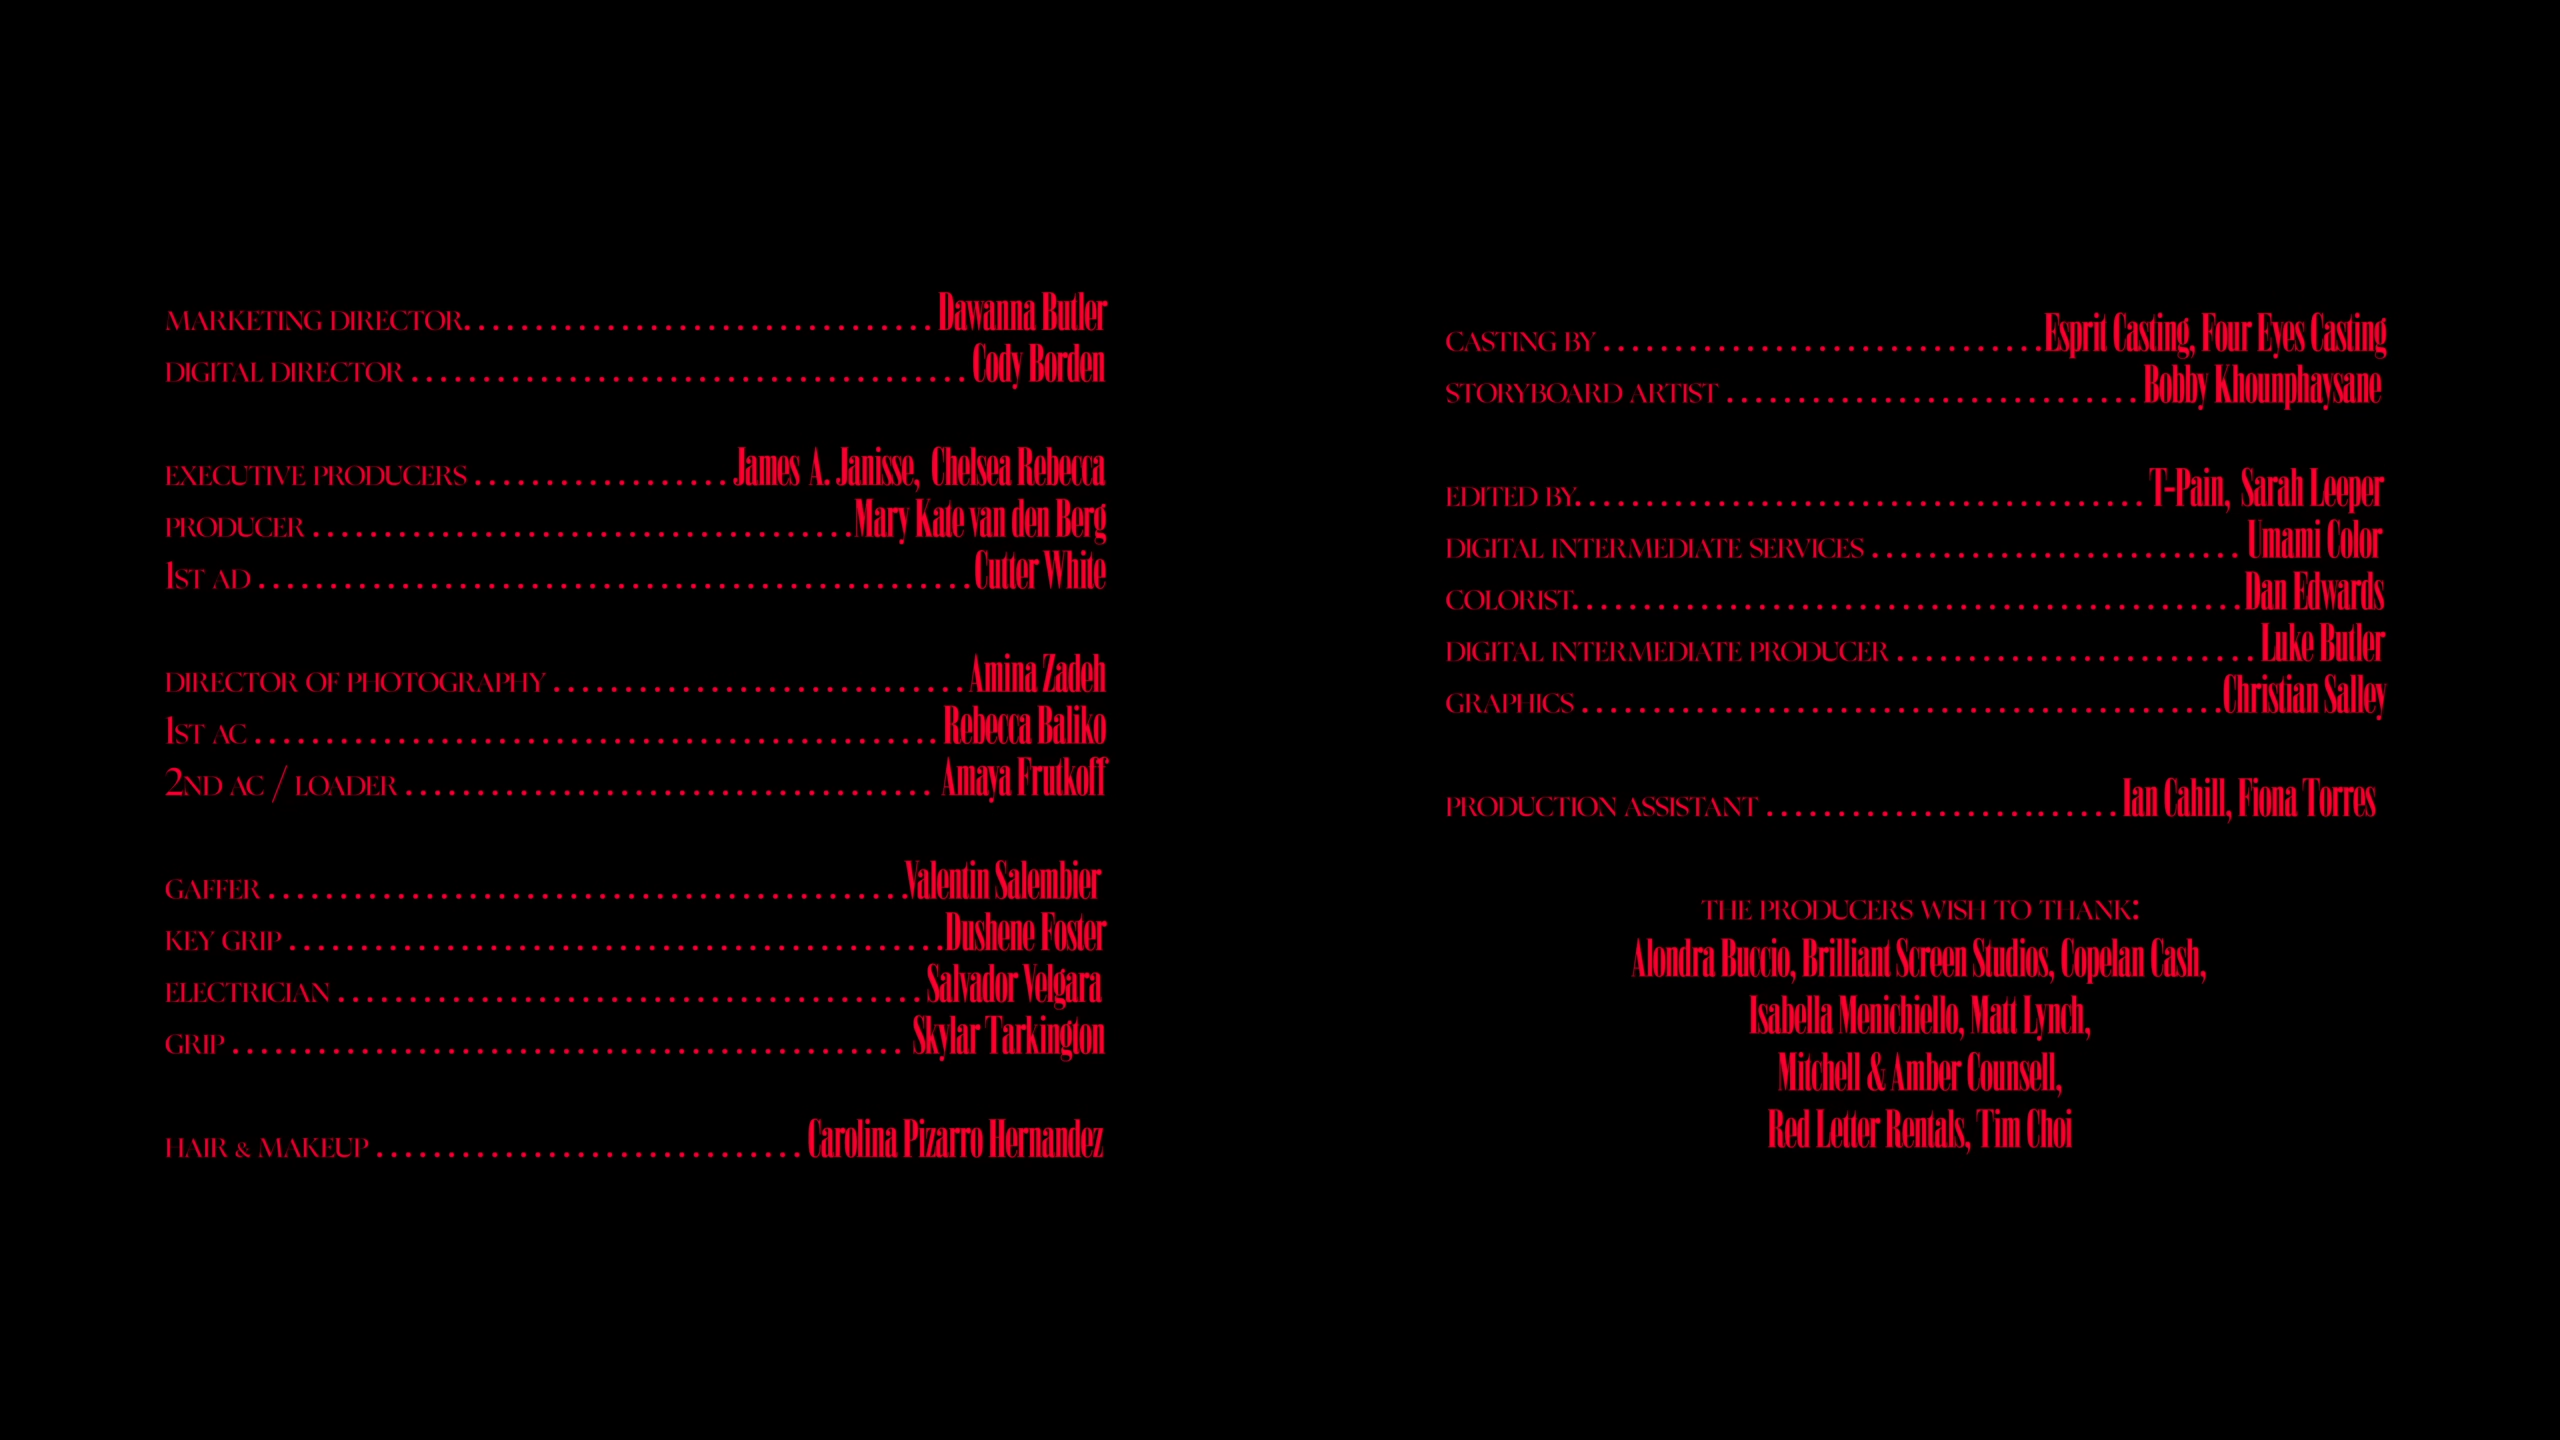 MARKETING DIRECTOR................................. Dawanna Butler
DIGITAL DIRECTOR ....................................... Cody Borden
EXECUTIVE PRODUCERS .................. James A. Janisse, Chelsea Rebecca
PRODUCER ...................................... Mary Kate van den Berg
1ST AD .................................................. Cutter White
DIRECTOR OF PHOTOGRAPHY ............................. Amina Zadeh
1ST AC ................................................ Rebecca Baliko
2ND AC / LOADER ..................................... Amaya Frutkoff
GAFFER ............................................. Valentin Salembier
KEY GRIP .............................................. Dushene Foster
ELECTRICIAN ......................................... Salvador Velgara
GRIP ............................................... Skylar Tarkington
HAIR & MAKEUP .............................. Carolina Pizarro Hernandez
CASTING BY ............................... Esprit Casting, Four Eyes Casting
STORYBOARD ARTIST ............................. Bobby Khounphaysane
EDITED BY........................................ T-Pain, Sarah Leeper
DIGITAL INTERMEDIATE SERVICES .......................... Umami Color
COLORIST............................................... Dan Edwards
DIGITAL INTERMEDIATE PRODUCER ......................... Luke Butler
GRAPHICS ............................................. Christian Salley
PRODUCTION ASSISTANT ......................... Ian Cahill, Fiona Torres
THE PRODUCERS WISH TO THANK:
Alondra Buccio, Brilliant Screen Studios, Copelan Cash,
Isabella Menichiello, Matt Lynch,
Mitchell & Amber Counsell,
Red Letter Rentals, Tim Choi